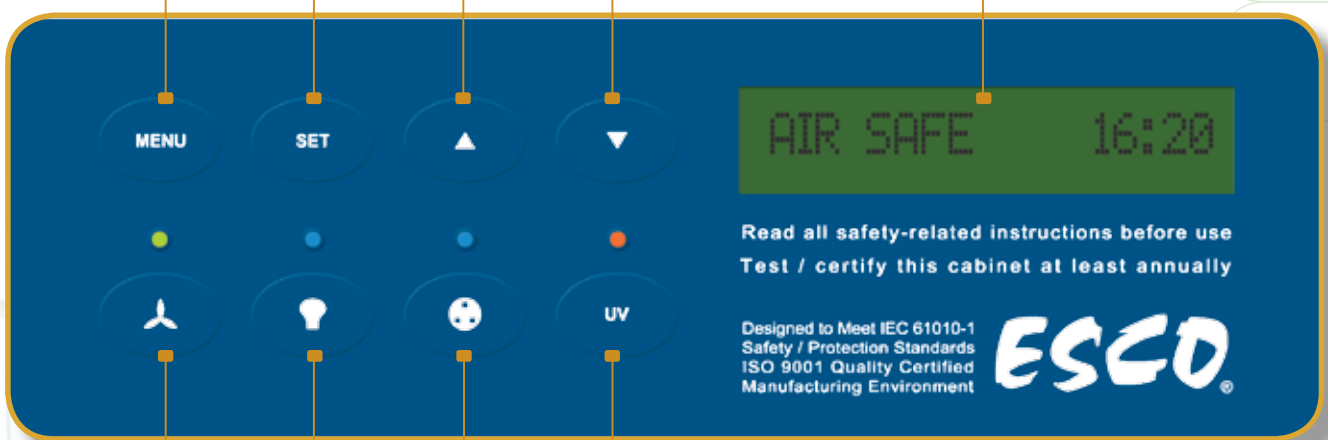 MENU SET
AIR SAFE 16:20
Read all safety-related instructions before use
Test / certify this cabinet at least annually
UV
Designed to Meet IEC 61010-1
Safety / Protection Standards
ISO 9001 Quality Certified
Manufacturing Environment
ESCO®